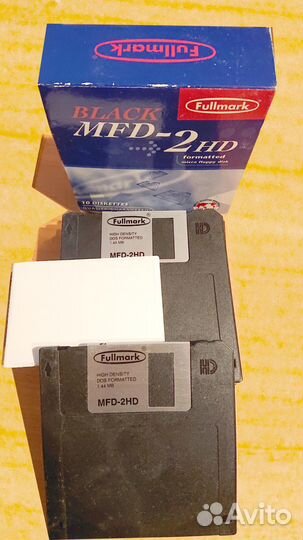 Fullmark
Fullmark
BLACK
MFD-2HD
formatted
micro floppy disk
10 DISKETTES
Fullmark
HD
HIGH DENSITY
DOS FORMATTED
1.44 MB
MFD-2HD
Fullmark
HD
HIGH DENSITY
DOS FORMATTED
1.44 MB
MFD-2HD
Avito